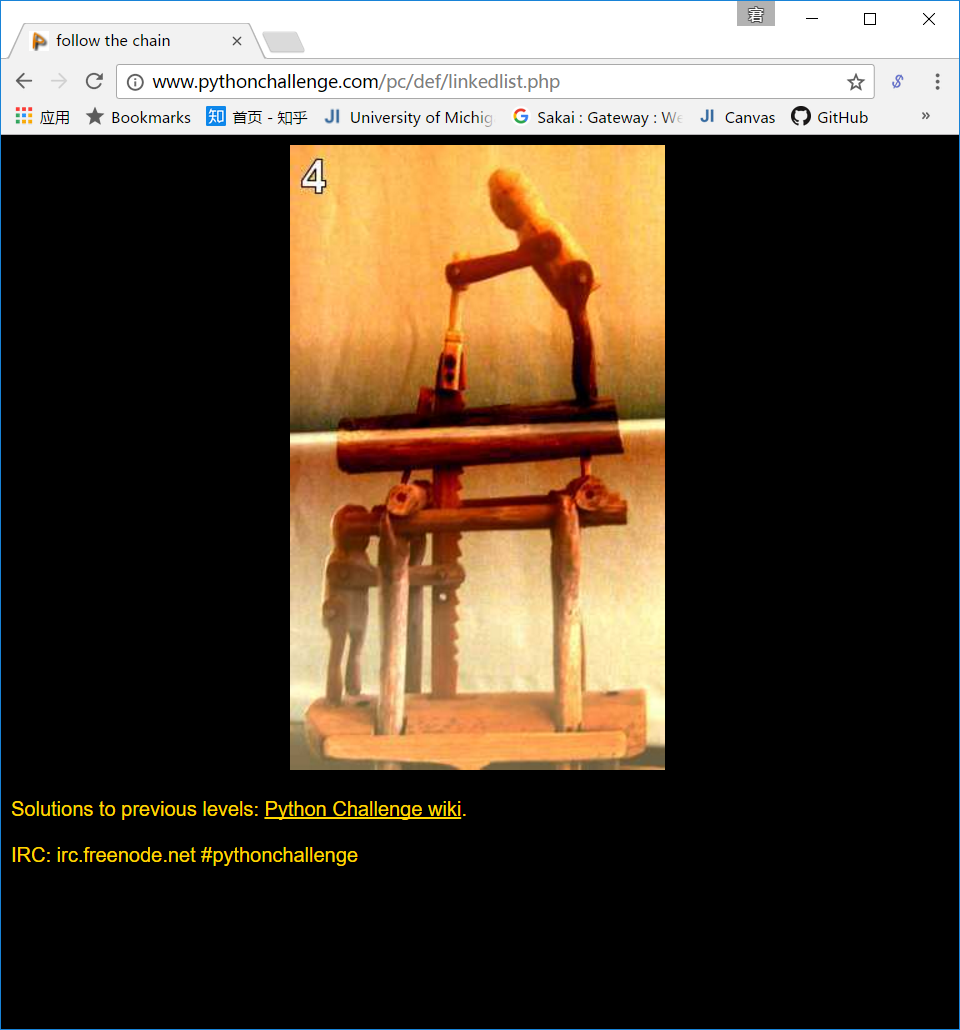 follow the chain
www.pythonchallenge.com/pc/def/linkedlist.php
应用 Bookmarks 知 首页 - 知乎 JI University of Michig Sakai : Gateway : We JI Canvas GitHub »
4
Solutions to previous levels: Python Challenge wiki.
IRC: irc.freenode.net #pythonchallenge